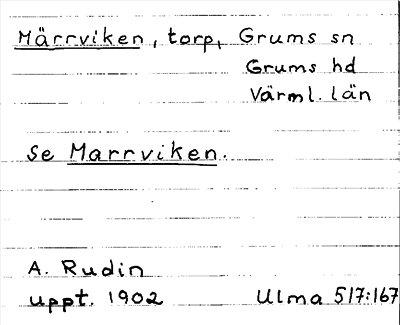 Märrviken, torp, Grums sn
Grums hd
Värml. län
Se Marrviken.
A. Rudin
uppt. 1902 Ulma 517:167